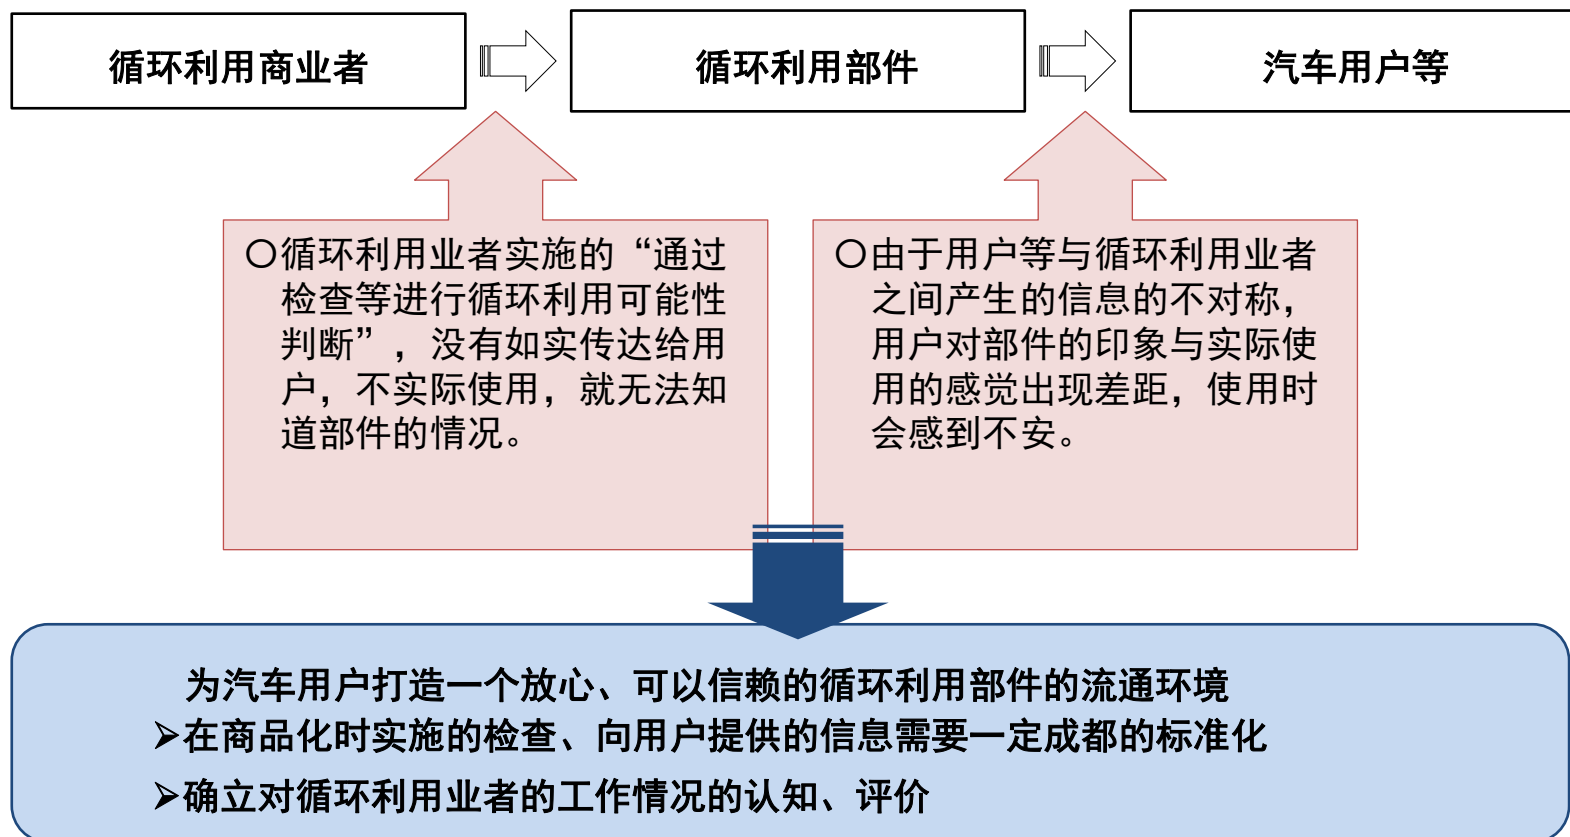 循环利用商业者
循环利用部件
汽车用户等
〇循环利用业者实施的“通过
检查等进行循环利用可能性
判断”，没有如实传达给用
户，不实际使用，就无法知
道部件的情况。
〇由于用户等与循环利用业者
之间产生的信息的不对称，
用户对部件的印象与实际使
用的感觉出现差距，使用时
会感到不安。
为汽车用户打造一个放心、可以信赖的循环利用部件的流通环境
➢在商品化时实施的检查、向用户提供的信息需要一定成都的标准化
➢确立对循环利用业者的工作情况的认知、评价